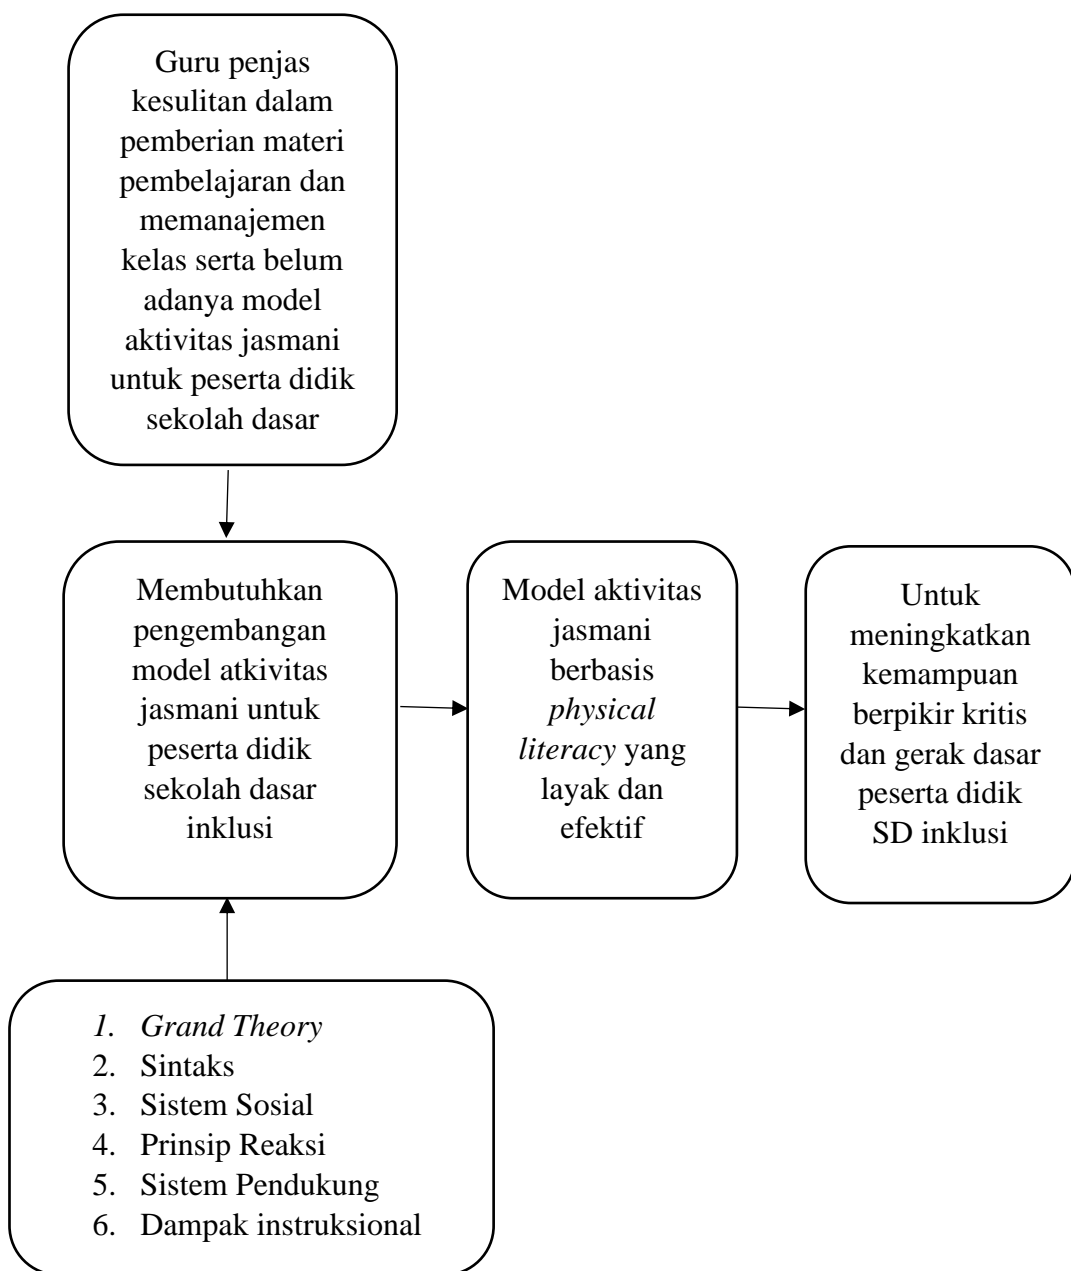 Guru penjas
kesulitan dalam
pemberian materi
pembelajaran dan
memanajemen
kelas serta belum
adanya model
aktivitas jasmani
untuk peserta didik
sekolah dasar
Membutuhkan
pengembangan
model atkivitas
jasmani untuk
peserta didik
sekolah dasar
inklusi
Model aktivitas
jasmani
berbasis
physical
literacy yang
layak dan
efektif
Untuk
meningkatkan
kemampuan
berpikir kritis
dan gerak dasar
peserta didik
SD inklusi
1. Grand Theory
2. Sintaks
3. Sistem Sosial
4. Prinsip Reaksi
5. Sistem Pendukung
6. Dampak instruksional